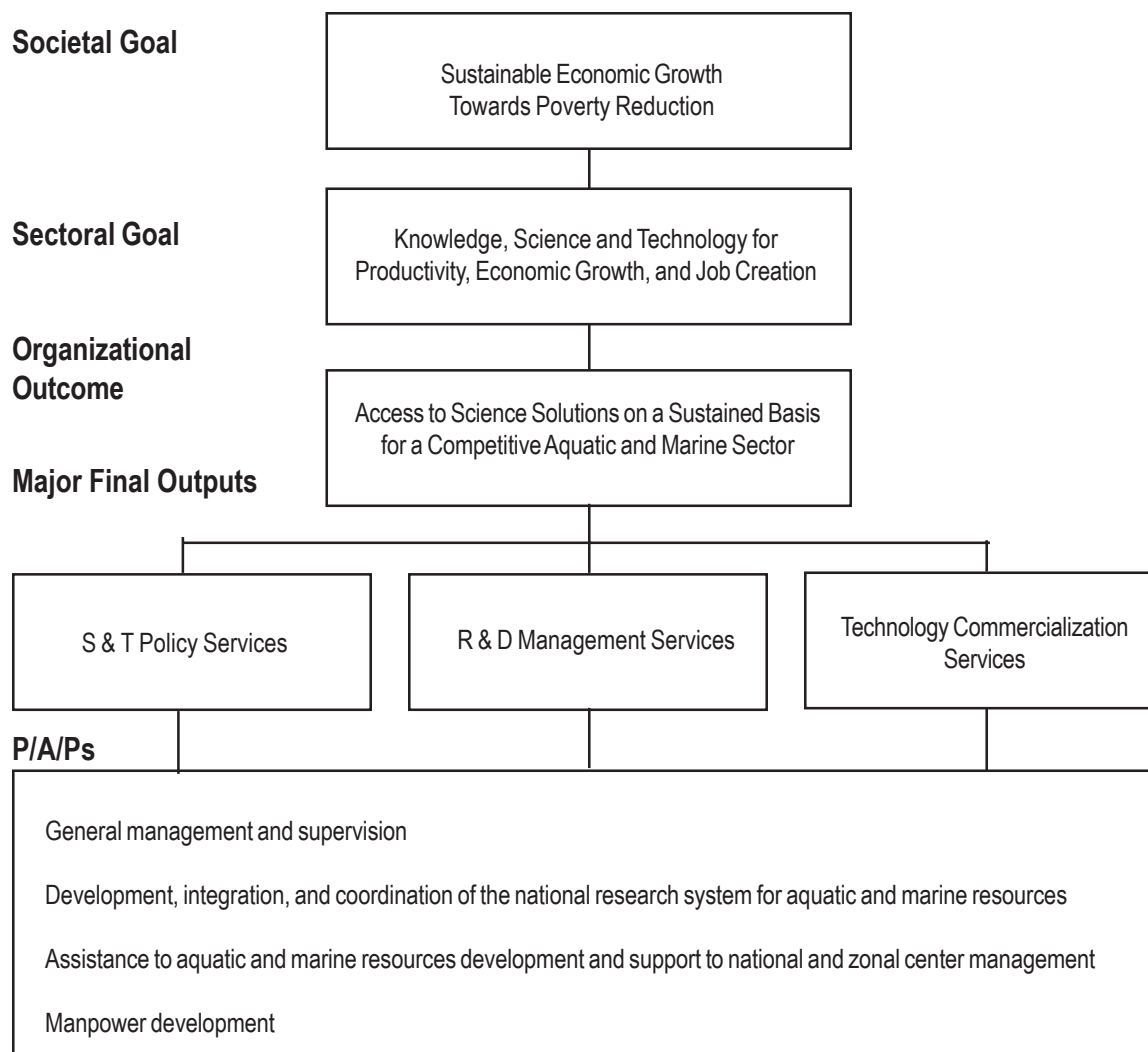 Societal Goal
Sustainable Economic Growth
Towards Poverty Reduction
Sectoral Goal
Knowledge, Science and Technology for
Productivity, Economic Growth, and Job Creation
Organizational
Outcome
Access to Science Solutions on a Sustained Basis
for a Competitive Aquatic and Marine Sector
Major Final Outputs
S & T Policy Services
R & D Management Services
Technology Commercialization
Services
P/A/Ps
General management and supervision
Development, integration, and coordination of the national research system for aquatic and marine resources
Assistance to aquatic and marine resources development and support to national and zonal center management
Manpower development